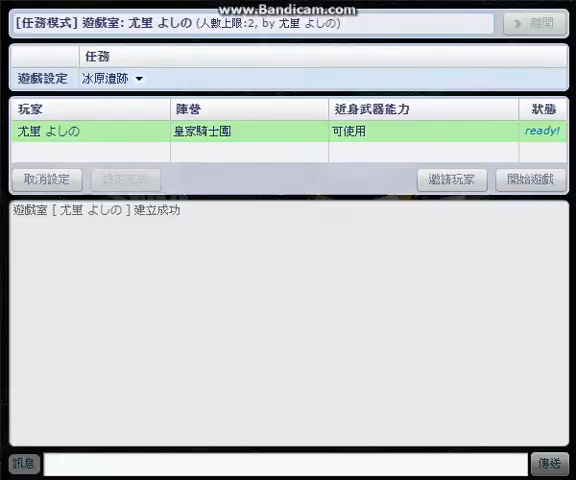 www.Bandicam.com
[任務模式] 遊戲室: 尤里 よしの (人數上限:2, by 尤里 よしの)
離開
任務
遊戲設定 冰原遺跡
玩家 陣營 近身武器能力 狀態
尤里 よしの 皇家騎士團 可使用 ready!
取消設定 設定完成 邀請玩家 開始遊戲
遊戲室 [ 尤里 よしの ] 建立成功
訊息 傳送